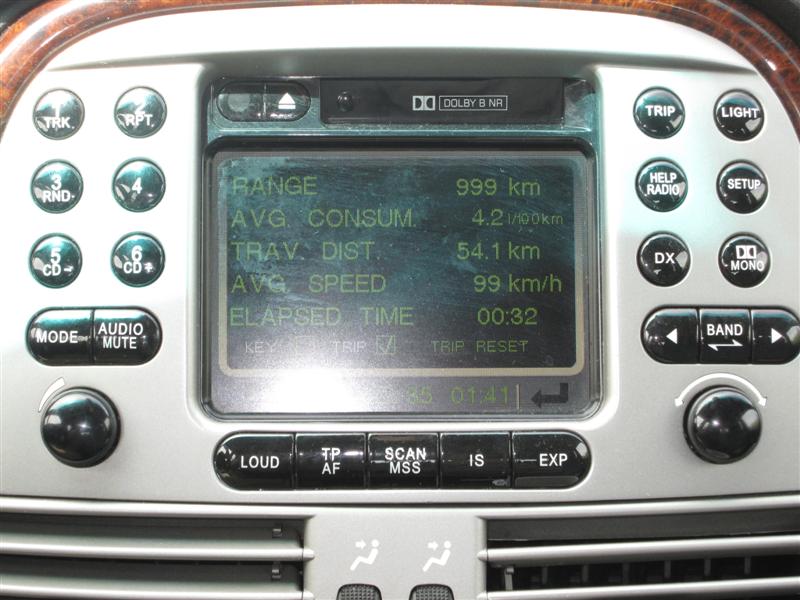 DOLBY B NR
1 TRK
2 RPT
3 RND
4
5 CD-
6 CD+
MODE
AUDIO MUTE
RANGE 999 km
AVG. CONSUM. 4.2 l/100km
TRAV. DIST. 54.1 km
AVG. SPEED 99 km/h
ELAPSED TIME 00:32
KEY TRIP TRIP RESET
01:41
TRIP
LIGHT
HELP RADIO
SETUP
DX
MONO
BAND
LOUD
TP AF
SCAN MSS
IS
EXP